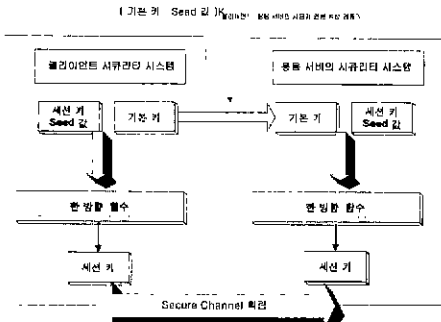 ( 기본 키 Seed 값 )K
클라이언트 시큐리티 시스템
응용 서버의 시큐리티 시스템
세션 키 Seed 값
기본 키
기본 키
세션 키 Seed 값
한 방향 함수
한 방향 함수
세션 키
세션 키
Secure Channel 확립